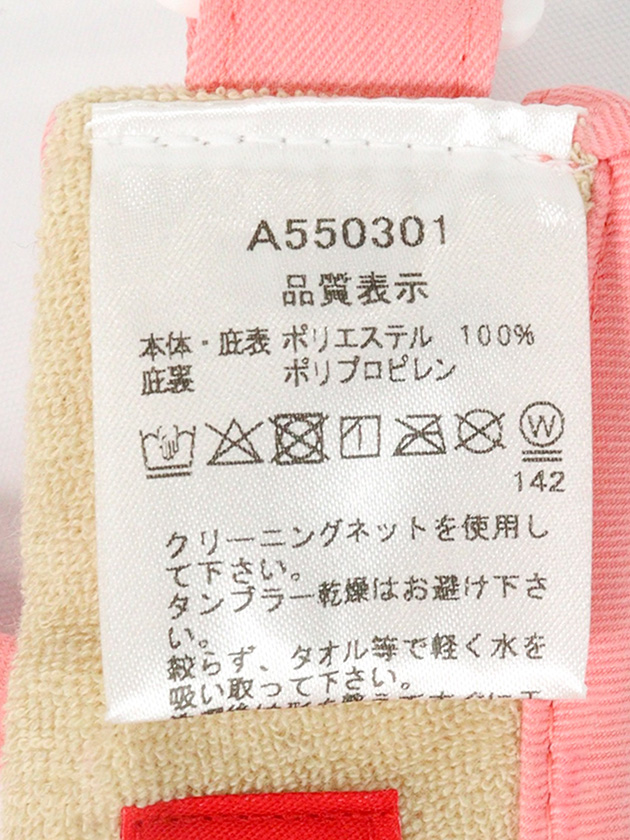 A550301
品質表示
本体・庇表 ポリエステル 100%
庇裏 ポリプロピレン
W
142
クリーニングネットを使用し
て下さい。
タンブラー乾燥はお避け下さ
い。
絞らず、タオル等で軽く水を
吸い取って下さい。